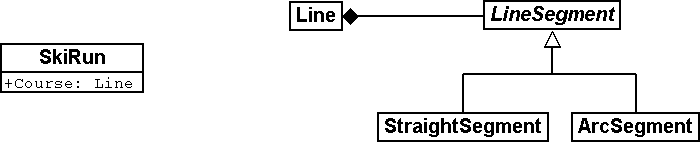 Line
LineSegment
SkiRun
+Course: Line
StraightSegment
ArcSegment